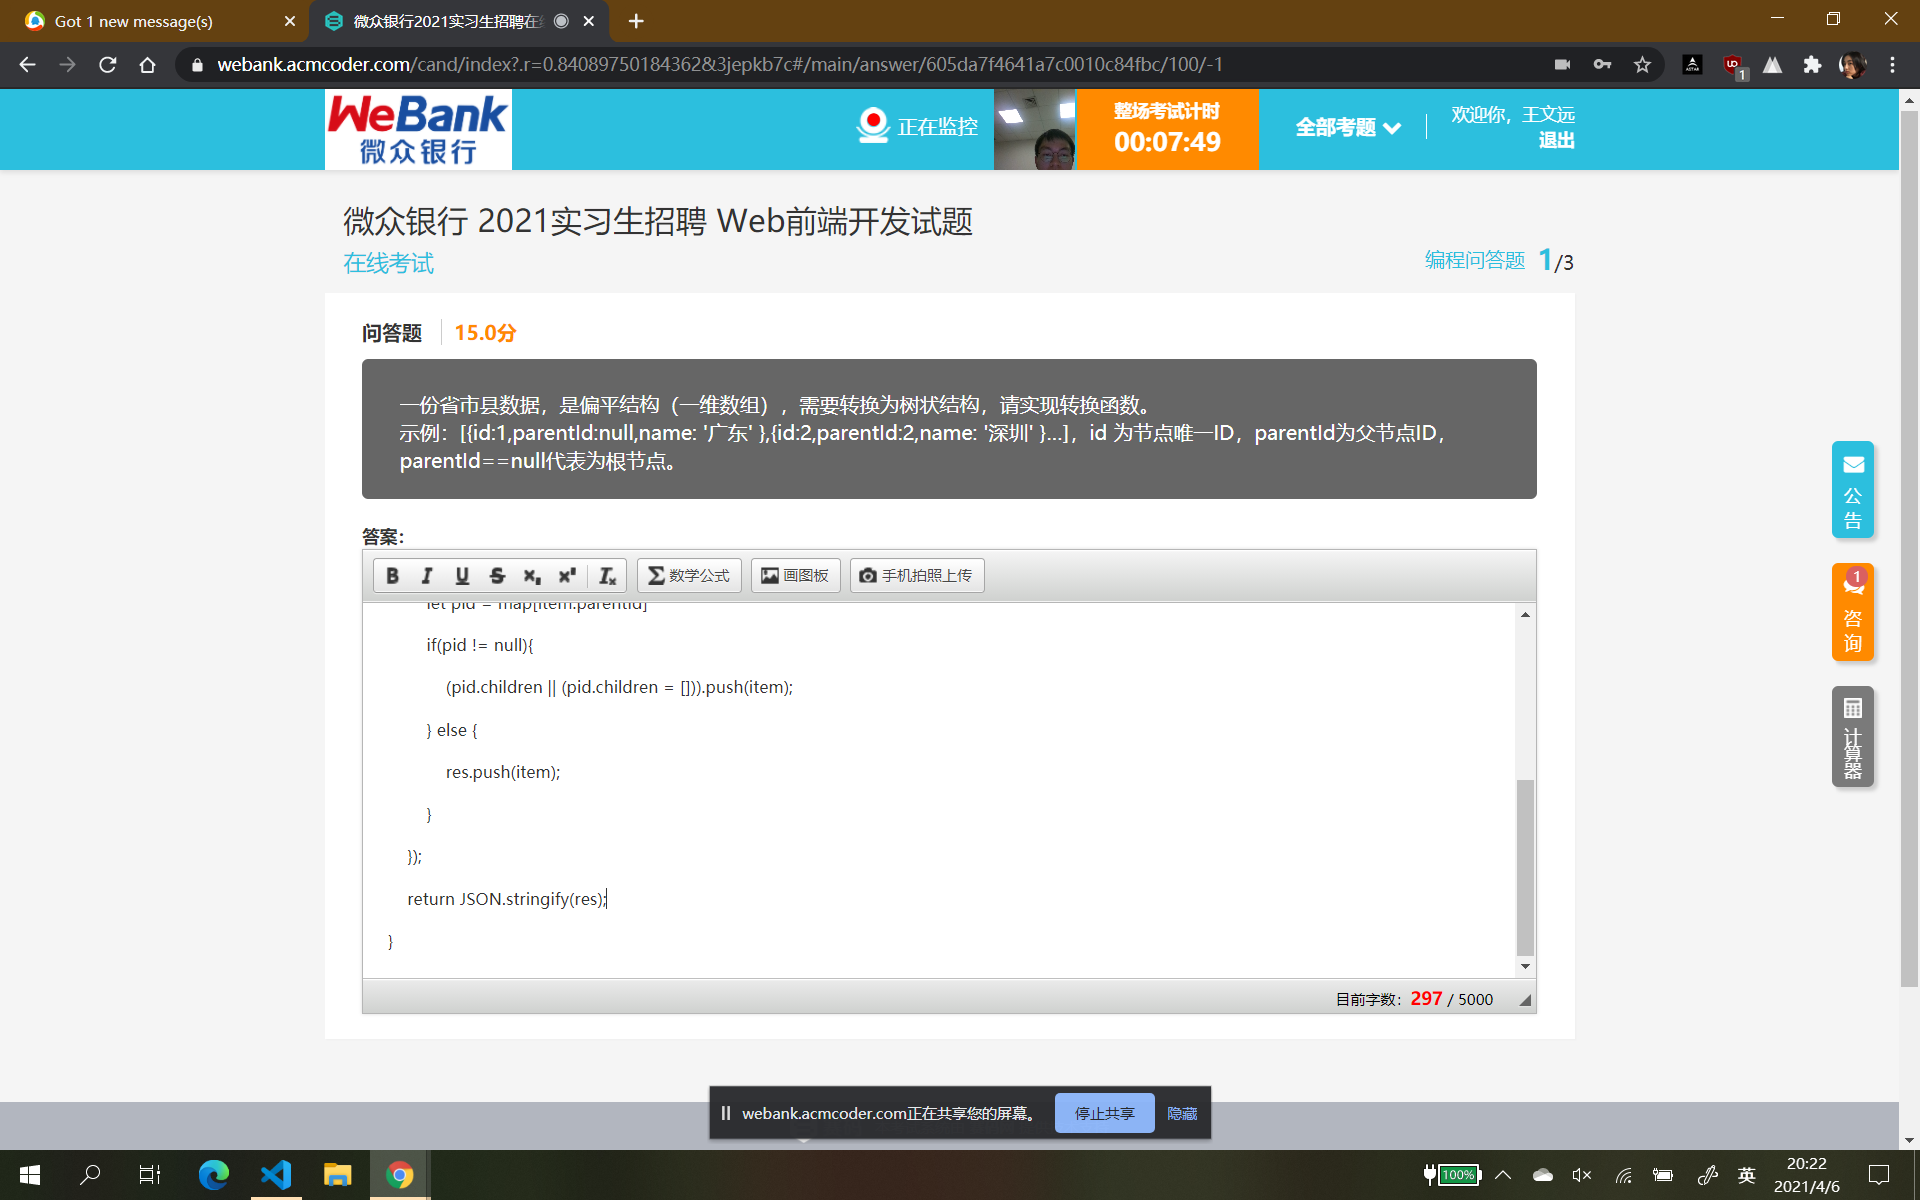 Got 1 new message(s)
微众银行2021实习生招聘在
webank.acmcoder.com/cand/index?.r=0.84089750184362&3jepkb7c#/main/answer/605da7f4641a7c0010c84fbc/100/-1
WeBank
微众银行
正在监控
整场考试计时
00:07:49
全部考题
欢迎你，王文远
退出
微众银行 2021实习生招聘 Web前端开发试题
在线考试
编程问答题 1/3
问答题 15.0分
一份省市县数据，是偏平结构（一维数组），需要转换为树状结构，请实现转换函数。
示例：[{id:1,parentId:null,name: '广东' },{id:2,parentId:2,name: '深圳' }...]，id 为节点唯一ID，parentId为父节点ID，
parentId==null代表为根节点。
答案：
B I U S x x I
数学公式 画图板 手机拍照上传
let pid = map[item.parentId]
if(pid != null){
(pid.children || (pid.children = [])).push(item);
} else {
res.push(item);
}
});
return JSON.stringify(res);
}
目前字数：297 / 5000
公告
1
咨询
计算器
webank.acmcoder.com正在共享您的屏幕。 停止共享 隐藏
100%
英
20:22
2021/4/6